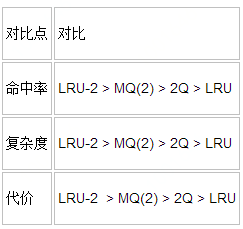 对比点 对比
命中率 LRU-2 > MQ(2) > 2Q > LRU
复杂度 LRU-2 > MQ(2) > 2Q > LRU
代价 LRU-2 > MQ(2) > 2Q > LRU